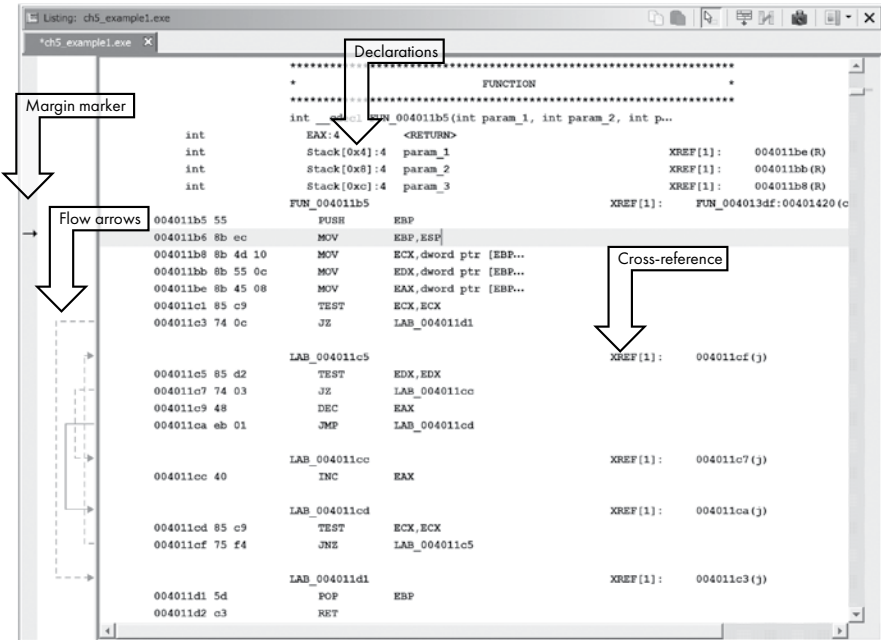 Listing: ch5_example1.exe
*ch5_example1.exe
Declarations
Margin marker
Flow arrows
Cross-reference
******************************************************************
* FUNCTION *
******************************************************************
int FUN_004011b5(int param_1, int param_2, int p...
int EAX:4 <RETURN>
int Stack[0x4]:4 param_1 XREF[1]: 004011be(R)
int Stack[0x8]:4 param_2 XREF[1]: 004011bb(R)
int Stack[0xc]:4 param_3 XREF[1]: 004011b8(R)
FUN_004011b5 XREF[1]: FUN_004013df:00401420(c
004011b5 55 PUSH EBP
004011b6 8b ec MOV EBP,ESP
004011b8 8b 4d 10 MOV ECX,dword ptr [EBP...
004011bb 8b 55 0c MOV EDX,dword ptr [EBP...
004011be 8b 45 08 MOV EAX,dword ptr [EBP...
004011c1 85 c9 TEST ECX,ECX
004011c3 74 0c JZ LAB_004011d1
LAB_004011c5 XREF[1]: 004011cf(j)
004011c5 85 d2 TEST EDX,EDX
004011c7 74 03 JZ LAB_004011cc
004011c9 48 DEC EAX
004011ca eb 01 JMP LAB_004011cd
LAB_004011cc XREF[1]: 004011c7(j)
004011cc 40 INC EAX
LAB_004011cd XREF[1]: 004011ca(j)
004011cd 85 c9 TEST ECX,ECX
004011cf 75 f4 JNZ LAB_004011c5
LAB_004011d1 XREF[1]: 004011c3(j)
004011d1 5d POP EBP
004011d2 c3 RET